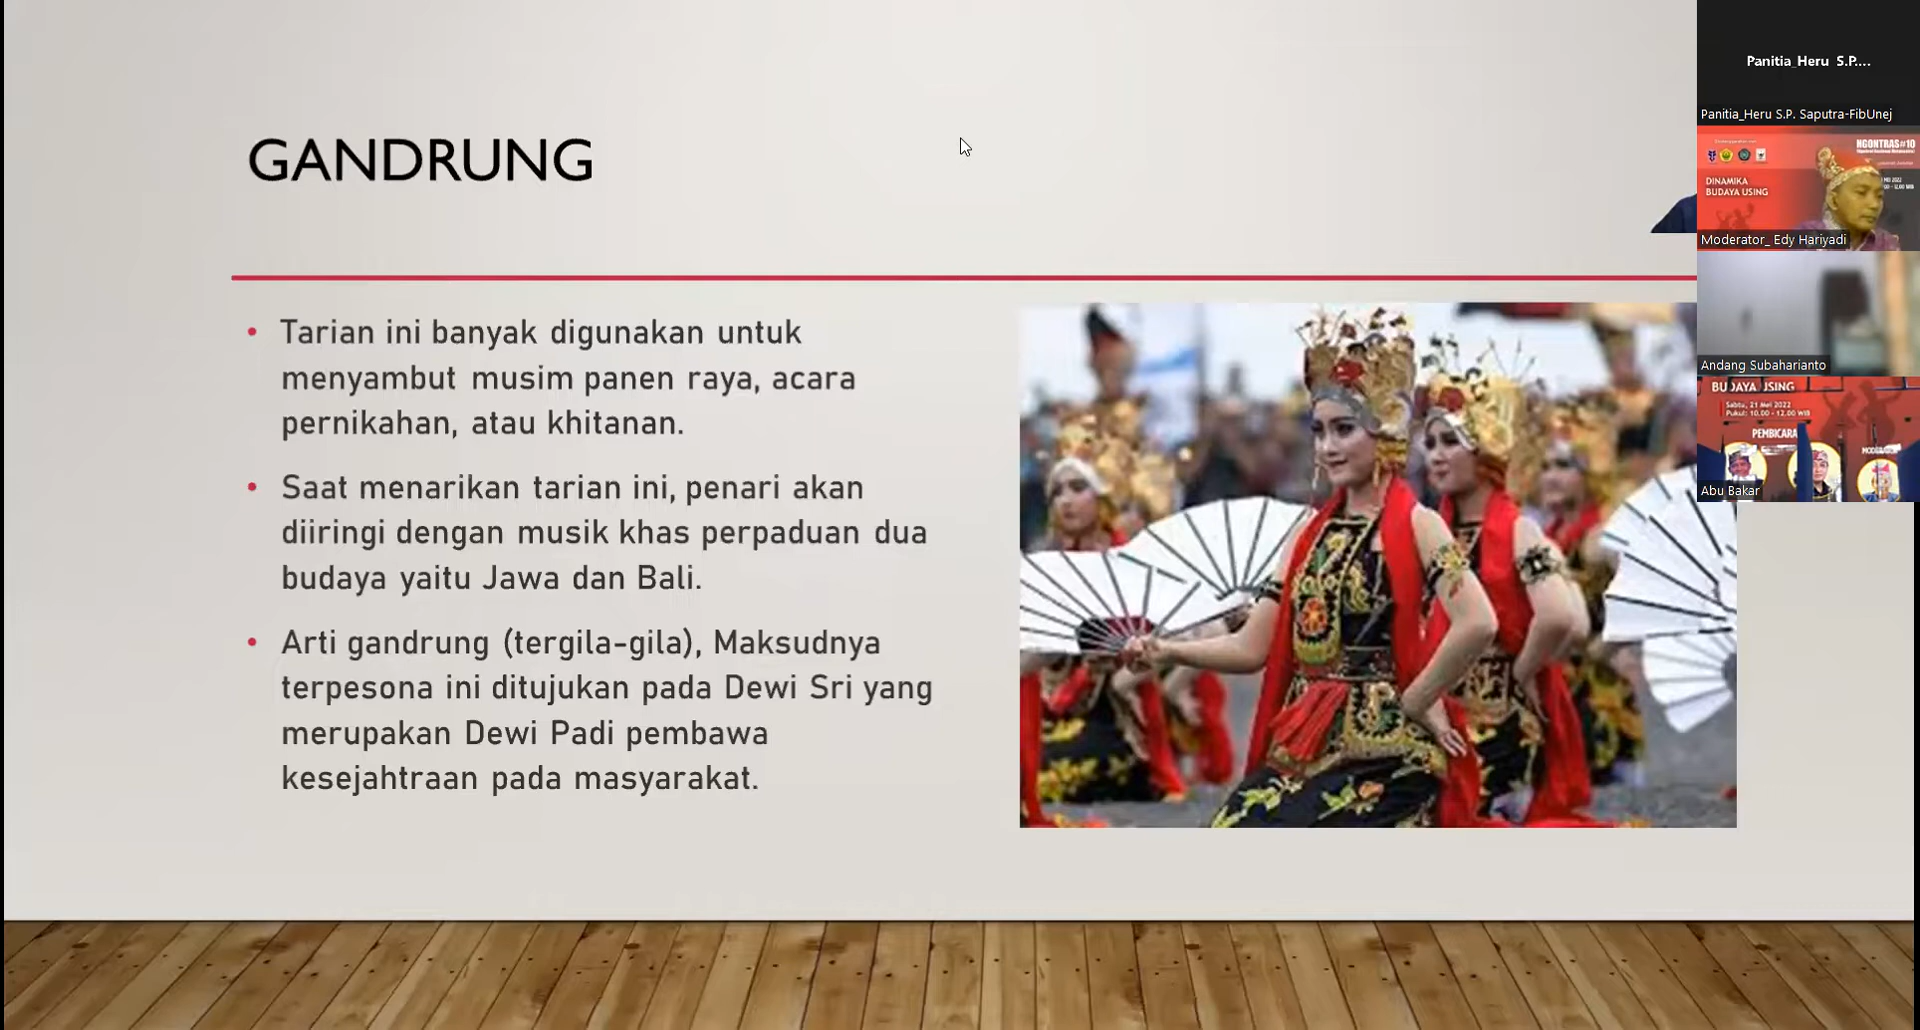 GANDRUNG
Tarian ini banyak digunakan untuk
menyambut musim panen raya, acara
pernikahan, atau khitanan.
Saat menarikan tarian ini, penari akan
diiringi dengan musik khas perpaduan dua
budaya yaitu Jawa dan Bali.
Arti gandrung (tergila-gila), Maksudnya
terpesona ini ditujukan pada Dewi Sri yang
merupakan Dewi Padi pembawa
kesejahtraan pada masyarakat.
Panitia_Heru S.P....
Panitia_Heru S.P. Saputra-FibUnej
NGONTRAS#10
DINAMIKA
BUDAYA USING
MEI 2022
Moderator_ Edy Hariyadi
Andang Subaharianto
BUDAYA USING
Sabtu, 21 Mei 2022
Pukul: 10.00 - 12.00 WIB
PEMBICARA
Abu Bakar